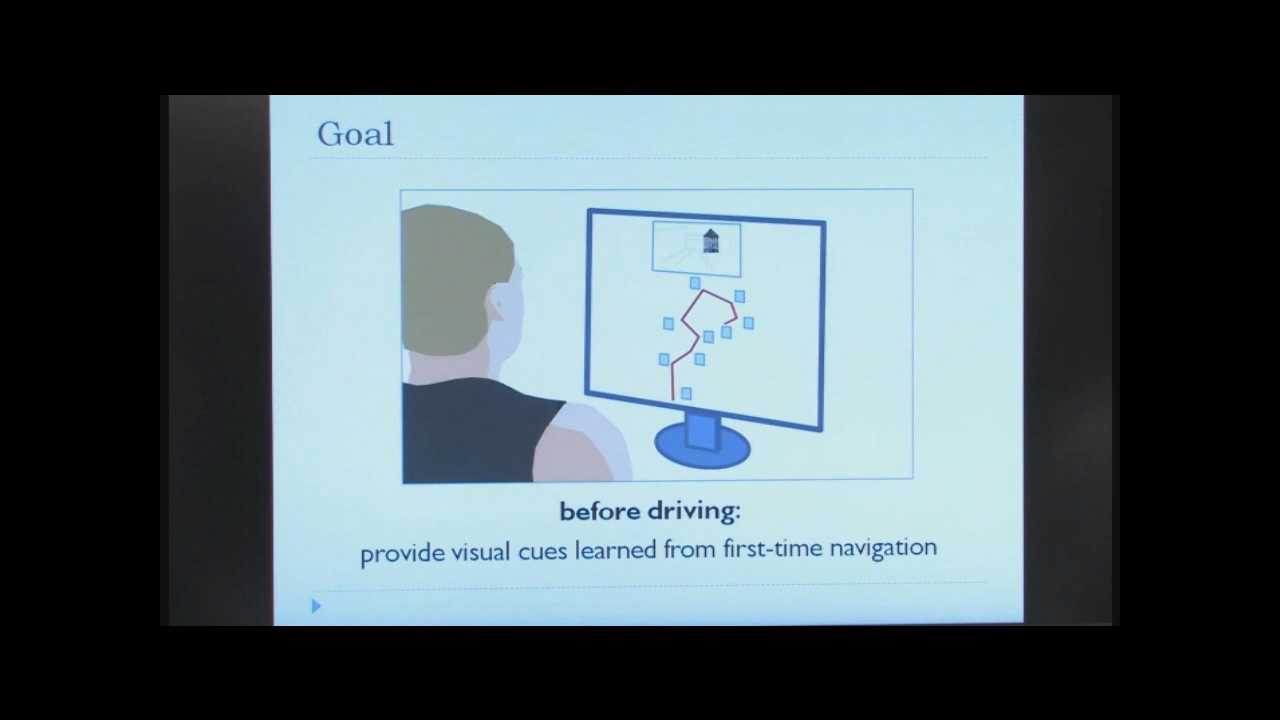 Goal
before driving:
provide visual cues learned from first-time navigation